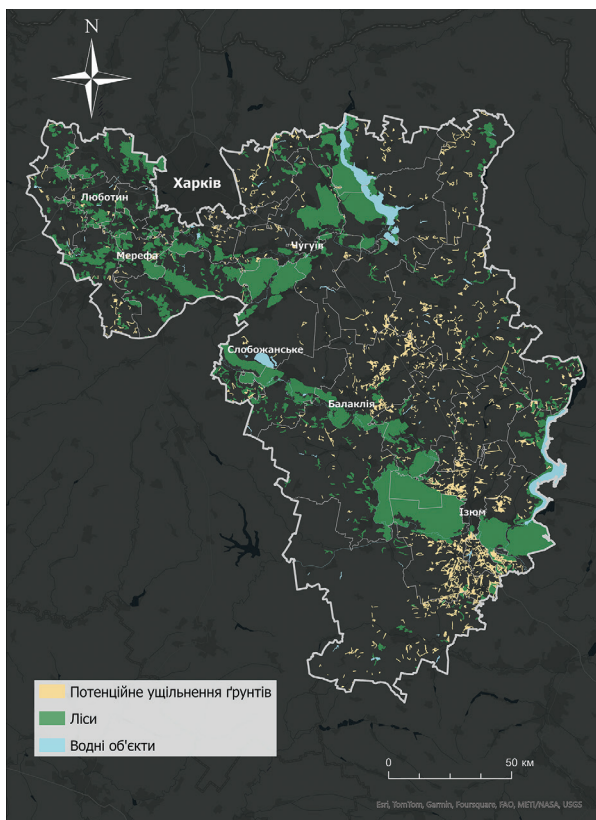 N
Харків
Люботин
Мерефа
Чугуїв
Слобожанське
Балаклія
Ізюм
Потенційне ущільнення ґрунтів
Ліси
Водні об'єкти
0 50 км
Esri, TomTom, Garmin, Foursquare, FAO, METI/NASA, USGS